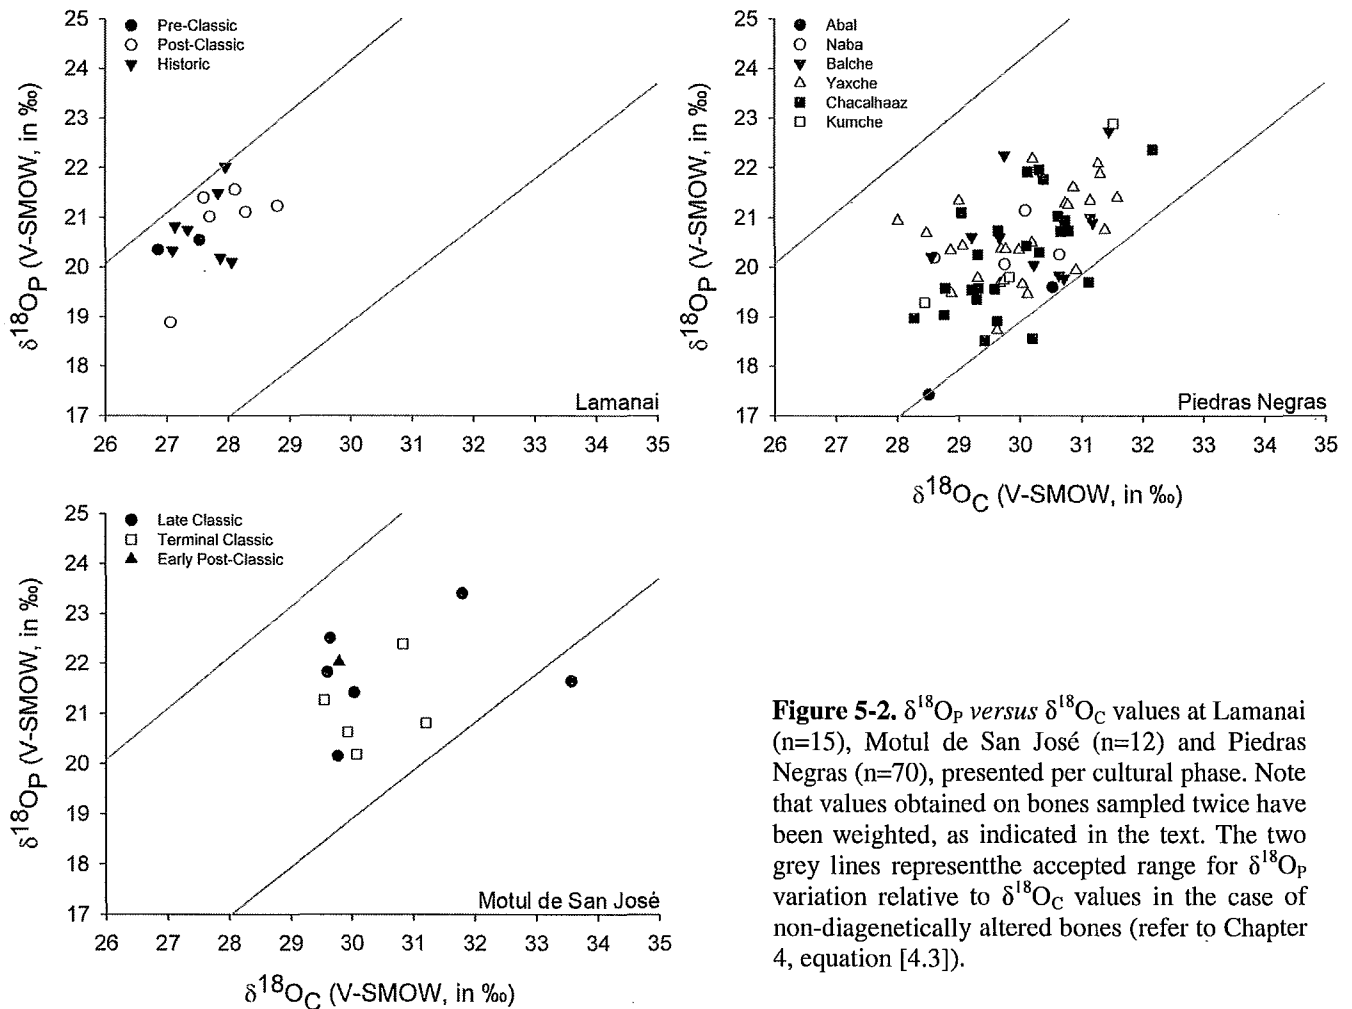 25
24
23
22
21
20
19
18
17
26 27 28 29 30 31 32 33 34 35
δ18OP (V-SMOW, in ‰)
Pre-Classic
Post-Classic
Historic
Lamanai
25
24
23
22
21
20
19
18
17
26 27 28 29 30 31 32 33 34 35
δ18OP (V-SMOW, in ‰)
δ18OC (V-SMOW, in ‰)
Abal
Naba
Balche
Yaxche
Chacalhaaz
Kumche
Piedras Negras
25
24
23
22
21
20
19
18
17
26 27 28 29 30 31 32 33 34 35
δ18OP (V-SMOW, in ‰)
δ18OC (V-SMOW, in ‰)
Late Classic
Terminal Classic
Early Post-Classic
Motul de San José
Figure 5-2. δ18OP versus δ18OC values at Lamanai
(n=15), Motul de San José (n=12) and Piedras
Negras (n=70), presented per cultural phase. Note
that values obtained on bones sampled twice have
been weighted, as indicated in the text. The two
grey lines representthe accepted range for δ18OP
variation relative to δ18OC values in the case of
non-diagenetically altered bones (refer to Chapter
4, equation [4.3]).